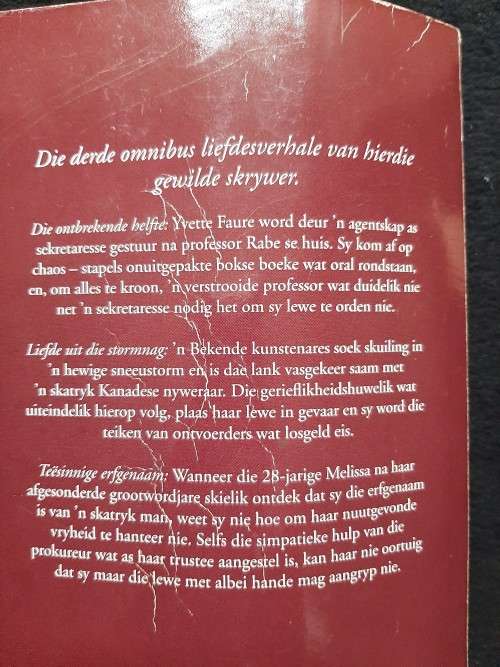 Die derde omnibus liefdesverhale van hierdie
gewilde skrywer.
Die ontbrekende helfte: Yvette Faure word deur 'n agentskap as
sekretaresse gestuur na professor Rabe se huis. Sy kom af op
chaos – stapels onuitgepakte bokse boeke wat oral rondstaan,
en, om alles te kroon, 'n verstrooide professor wat duidelik nie
net 'n sekretaresse nodig het om sy lewe te orden nie.
Liefde uit die stormnag: 'n Bekende kunstenares soek skuiling in
'n hewige sneeustorm en is dae lank vasgekeer saam met
'n skatryk Kanadese nyweraar. Die gerieflikheidshuwelik wat
uiteindelik hierop volg, plaas haar lewe in gevaar en sy word die
teiken van ontvoerders wat losgeld eis.
Teësinnige erfgenaam: Wanneer die 28-jarige Melissa na haar
afgesonderde grootwordjare skielik ontdek dat sy die erfgenaam
is van 'n skatryk man, weet sy nie hoe om haar nuutgevonde
vryheid te hanteer nie. Selfs die simpatieke hulp van die
prokureur wat as haar trustee aangestel is, kan haar nie oortuig
dat sy maar die lewe met albei hande mag aangryp nie.